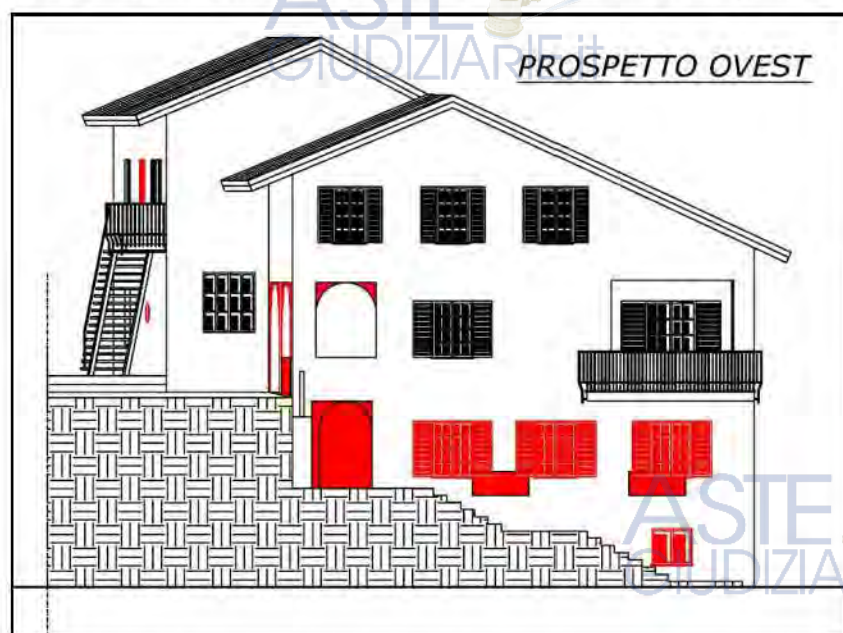 ASTE
GIUDIZIARIE.it
PROSPETTO OVEST
ASTE
GIUDIZIA